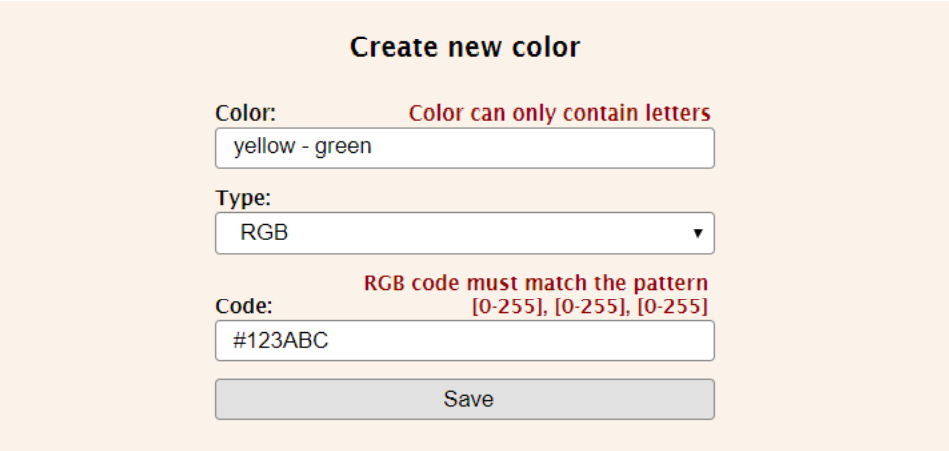 Create new color
Color: Color can only contain letters
yellow - green
Type:
RGB
RGB code must match the pattern
Code: [0-255], [0-255], [0-255]
#123ABC
Save